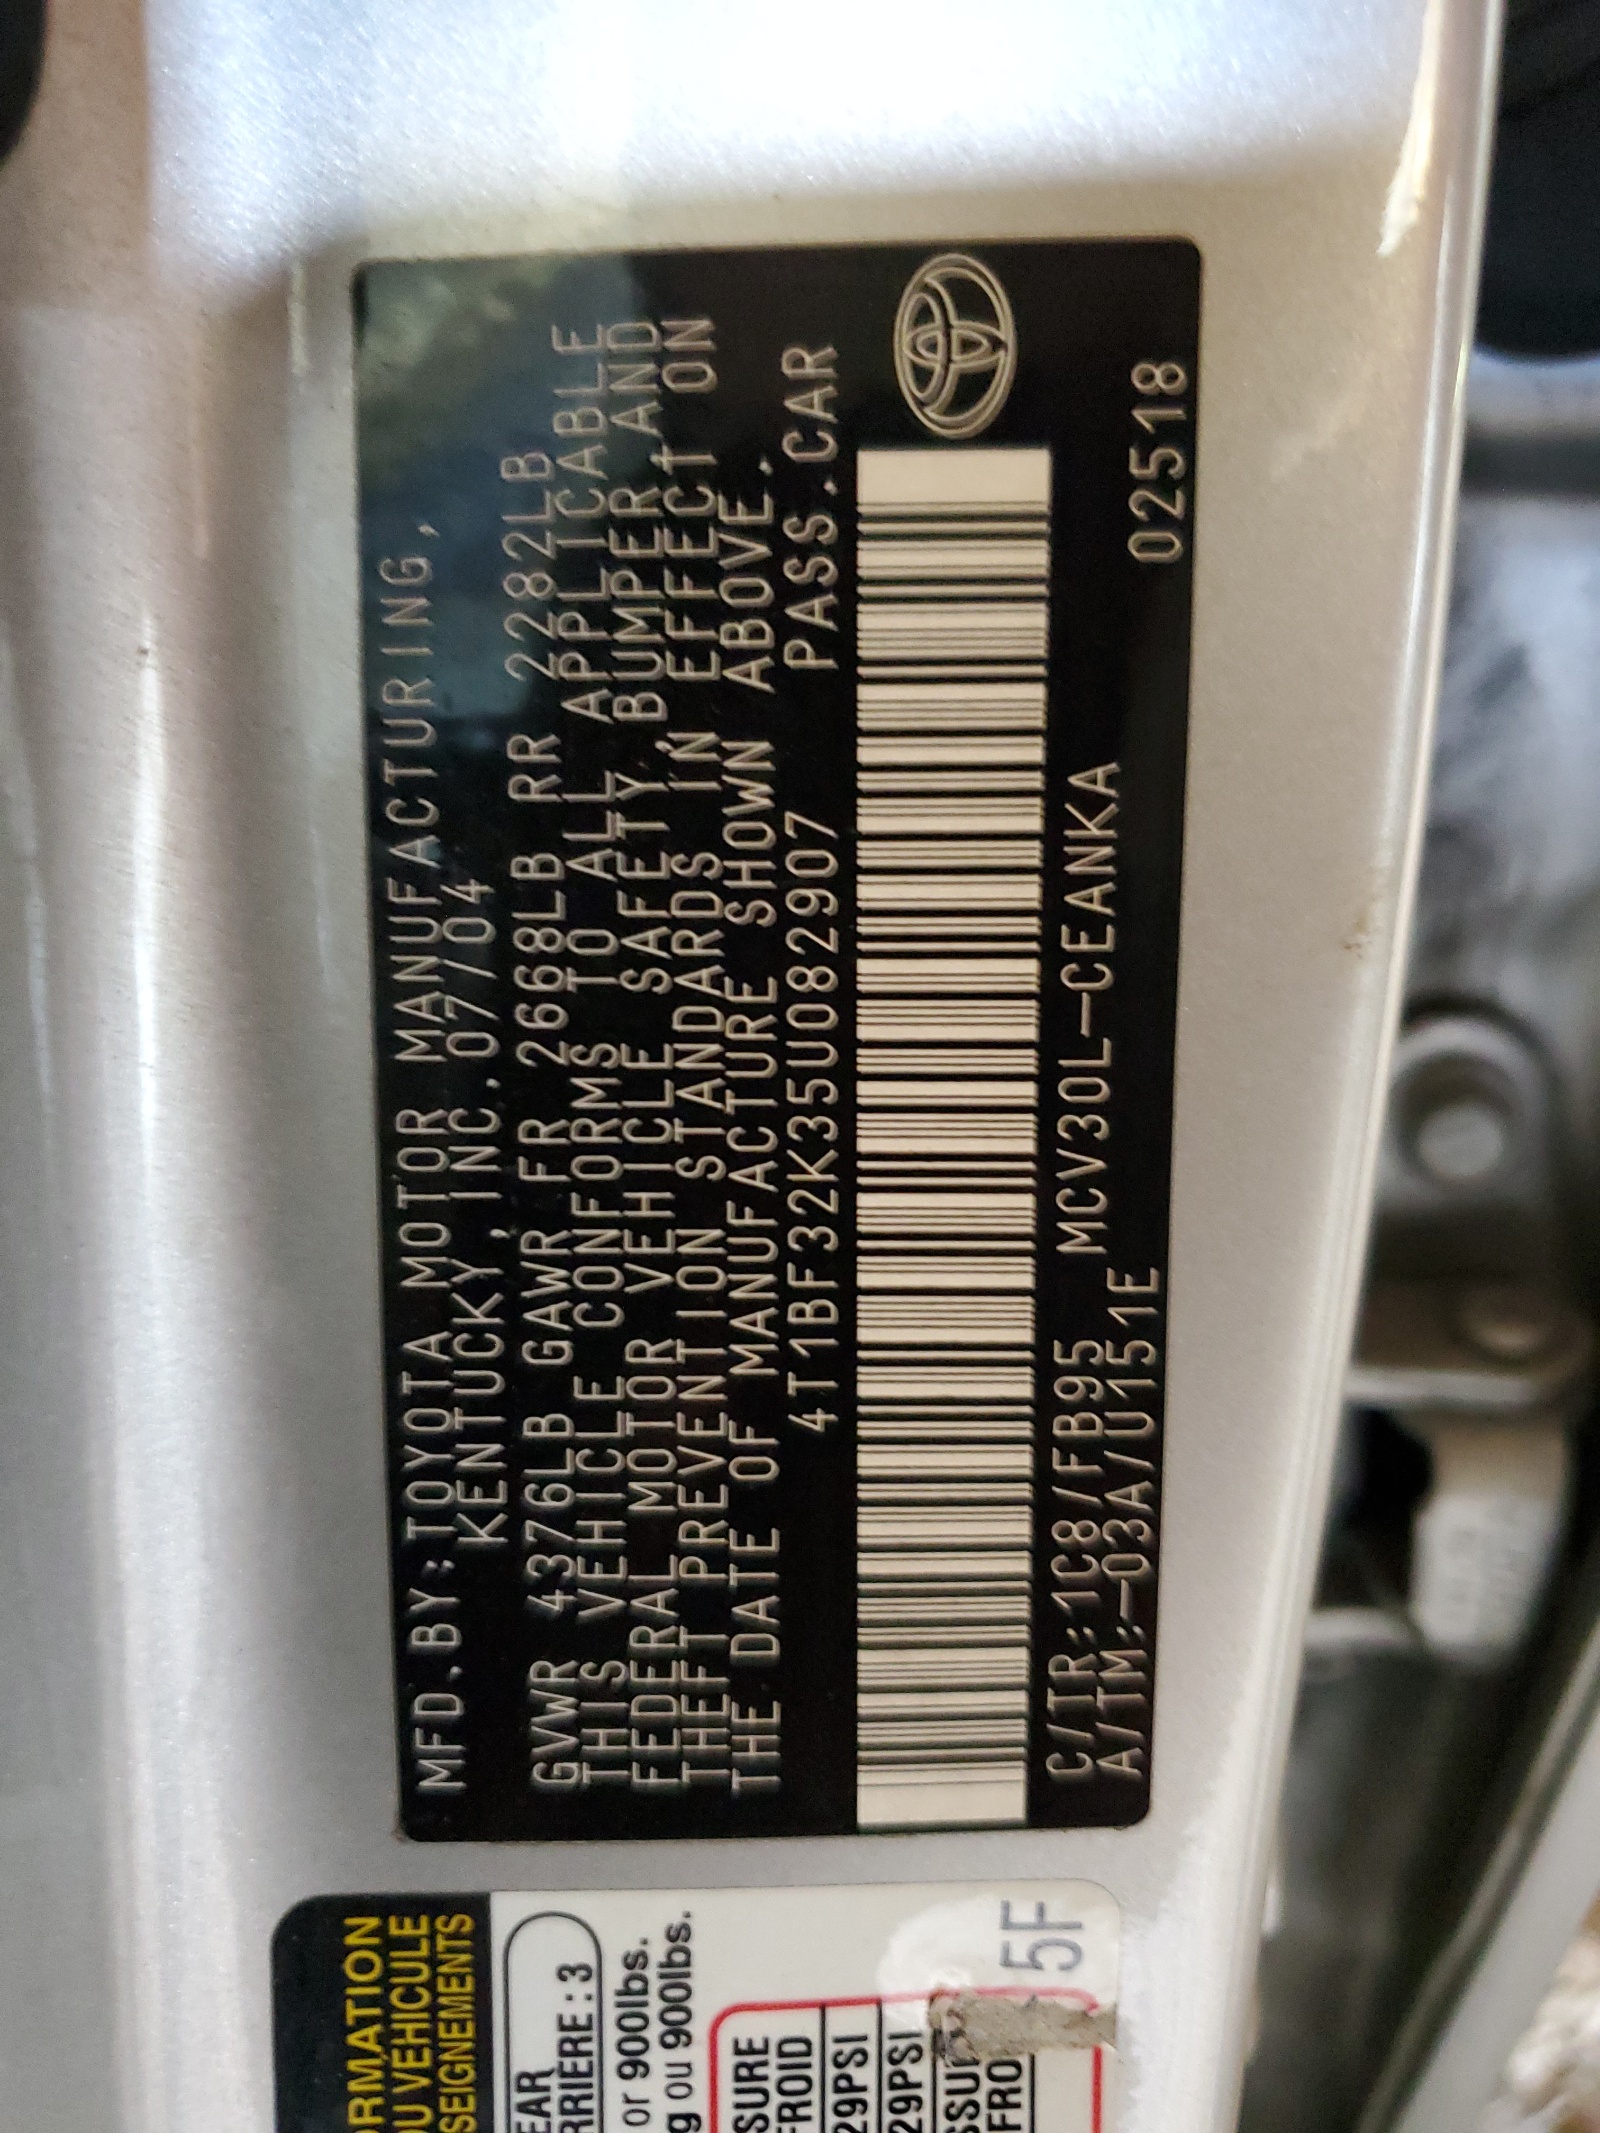 MFD.BY:TOYOTA MOTOR MANUFACTURING,
KENTUCKY,INC.07/04
GVWR 4376LB GAWR FR 2668LB RR 2282LB
THIS VEHICLE CONFORMS TO ALL APPLICABLE
FEDERAL MOTOR VEHICLE SAFETY, BUMPER, AND
THEFT PREVENTION STANDARDS IN EFFECT ON
THE DATE OF MANUFACTURE SHOWN ABOVE.
4T1BF32K35U082907 PASS.CAR
C/TR:1C8/FB95 MCV30L-CEANKA
A/TM:-03A/U151E 02518
ORMATION
DU VEHICULE
SEIGNEMENTS
EAR
RRIÈRE:3
or 900lbs.
g ou 900lbs.
SURE
FROID
29PSI
29PSI
SSUR
FRO
5F